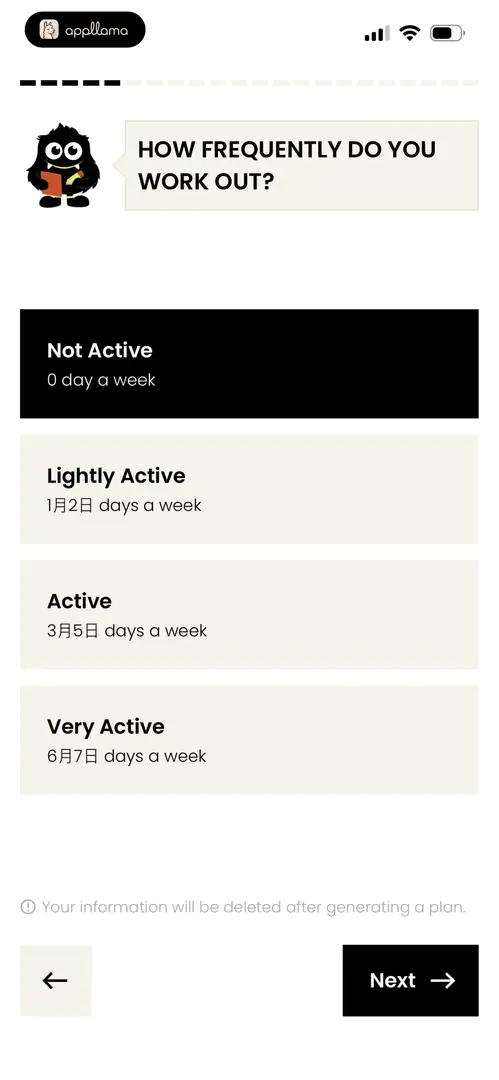 appllama
HOW FREQUENTLY DO YOU
WORK OUT?
Not Active
0 day a week
Lightly Active
1月2日 days a week
Active
3月5日 days a week
Very Active
6月7日 days a week
Your information will be deleted after generating a plan.
Next